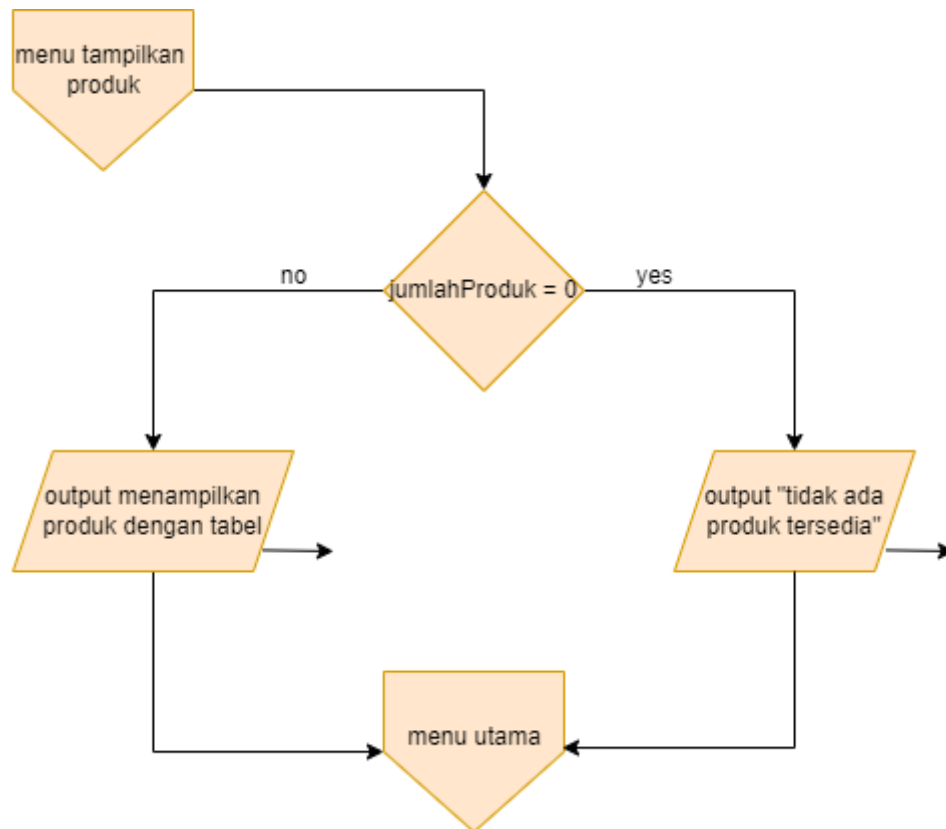 menu tampilkan
produk
no
jumlahProduk = 0
yes
output menampilkan
produk dengan tabel
output "tidak ada
produk tersedia"
menu utama